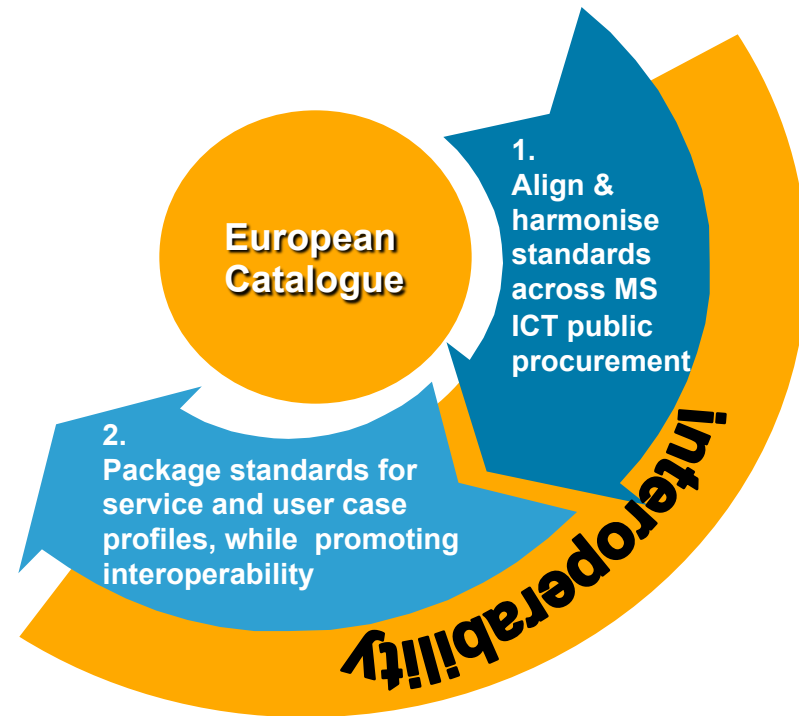 European
Catalogue
1.
Align &
harmonise
standards
across MS
ICT public
procurement
2.
Package standards for
service and user case
profiles, while  promoting
interoperability
interoperability